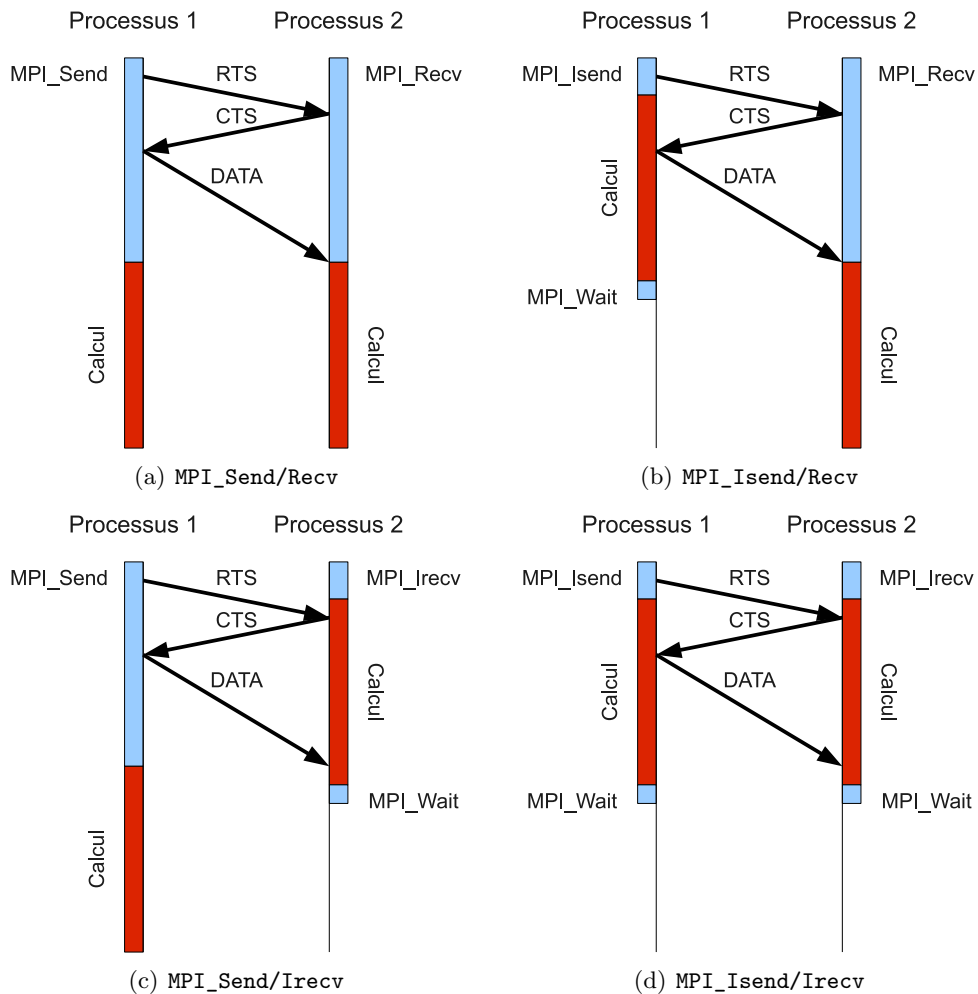 Processus 1 Processus 2
MPI_Send RTS MPI_Recv
CTS
DATA
Calcul Calcul
(a) MPI_Send/Recv
Processus 1 Processus 2
MPI_Isend RTS MPI_Recv
CTS
Calcul DATA
MPI_Wait
Calcul
(b) MPI_Isend/Recv
Processus 1 Processus 2
MPI_Send RTS MPI_Irecv
CTS
DATA Calcul
MPI_Wait
Calcul
(c) MPI_Send/Irecv
Processus 1 Processus 2
MPI_Isend RTS MPI_Irecv
CTS
Calcul DATA Calcul
MPI_Wait MPI_Wait
(d) MPI_Isend/Irecv